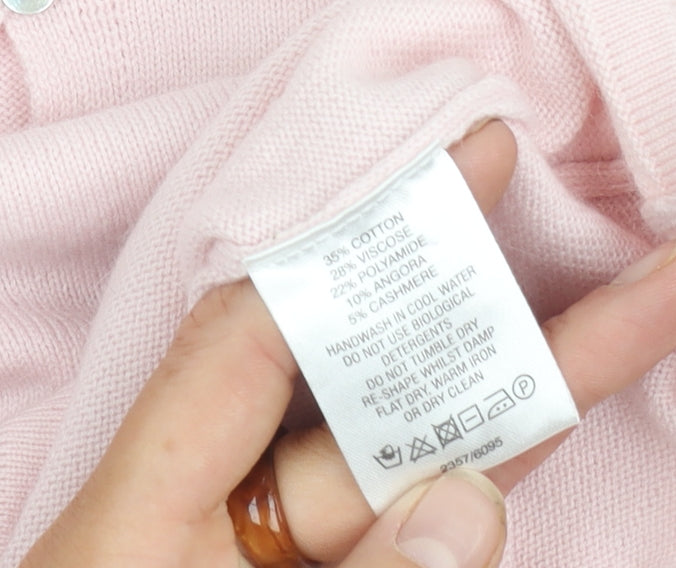 35% COTTON
28% VISCOSE
22% POLYAMIDE
10% ANGORA
5% CASHMERE
HANDWASH IN COOL WATER
DO NOT USE BIOLOGICAL
DETERGENTS
DO NOT TUMBLE DRY
RE-SHAPE WHILST DAMP
FLAT DRY, WARM IRON
OR DRY CLEAN
P
2357/6095